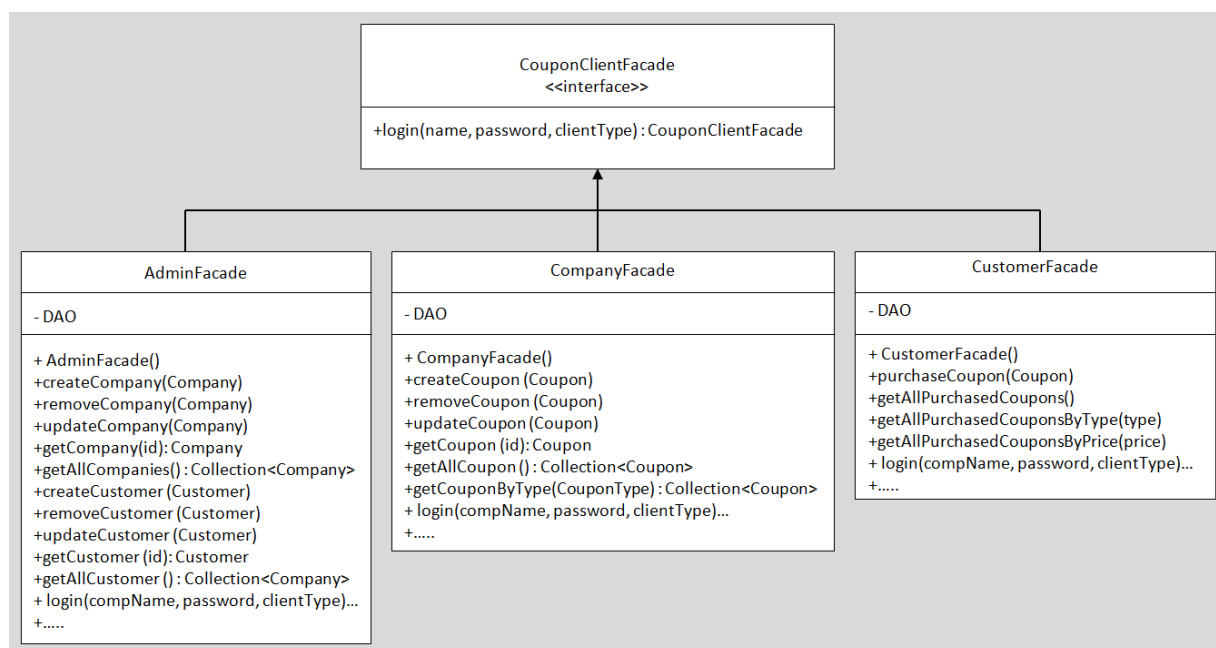 CouponClientFacade
<<interface>>
+login(name, password, clientType) : CouponClientFacade
AdminFacade
- DAO
+ AdminFacade()
+createCompany(Company)
+removeCompany(Company)
+updateCompany(Company)
+getCompany(id): Company
+getAllCompanies() : Collection<Company>
+createCustomer (Customer)
+removeCustomer (Customer)
+updateCustomer (Customer)
+getCustomer (id): Customer
+getAllCustomer () : Collection<Company>
+ login(compName, password, clientType)...
+.....
CompanyFacade
- DAO
+ CompanyFacade()
+createCoupon (Coupon)
+removeCoupon (Coupon)
+updateCoupon (Coupon)
+getCoupon (id): Coupon
+getAllCoupon () : Collection<Coupon>
+getCouponByType(CouponType) : Collection<Coupon>
+ login(compName, password, clientType)...
+.....
CustomerFacade
- DAO
+ CustomerFacade()
+purchaseCoupon(Coupon)
+getAllPurchasedCoupons()
+getAllPurchasedCouponsByType(type)
+getAllPurchasedCouponsByPrice(price)
+ login(compName, password, clientType)...
+.....